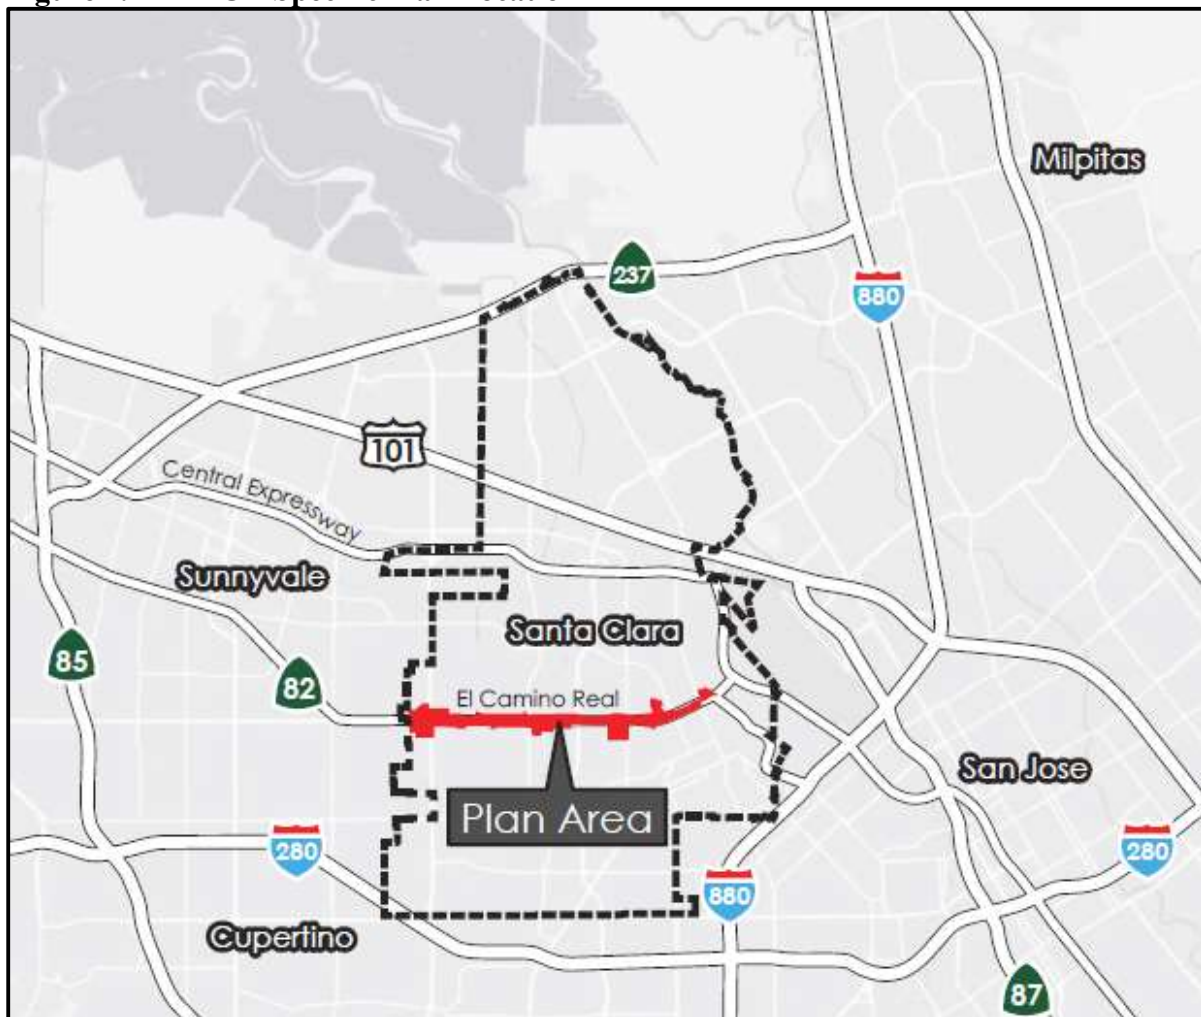 Milpitas
237
880
101
Central Expressway
Sunnyvale
Santa Clara
85
82
El Camino Real
San Jose
Plan Area
280
280
880
Cupertino
87